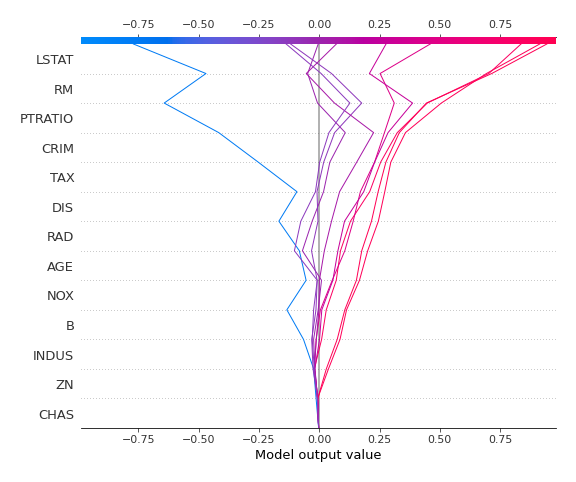 −0.75 −0.50 −0.25 0.00 0.25 0.50 0.75
LSTAT
RM
PTRATIO
CRIM
TAX
DIS
RAD
AGE
NOX
B
INDUS
ZN
CHAS
−0.75 −0.50 −0.25 0.00 0.25 0.50 0.75
Model output value